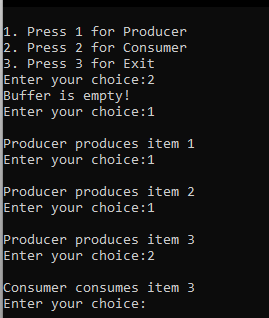 1. Press 1 for Producer
2. Press 2 for Consumer
3. Press 3 for Exit
Enter your choice:2
Buffer is empty!
Enter your choice:1
Producer produces item 1
Enter your choice:1
Producer produces item 2
Enter your choice:1
Producer produces item 3
Enter your choice:2
Consumer consumes item 3
Enter your choice: